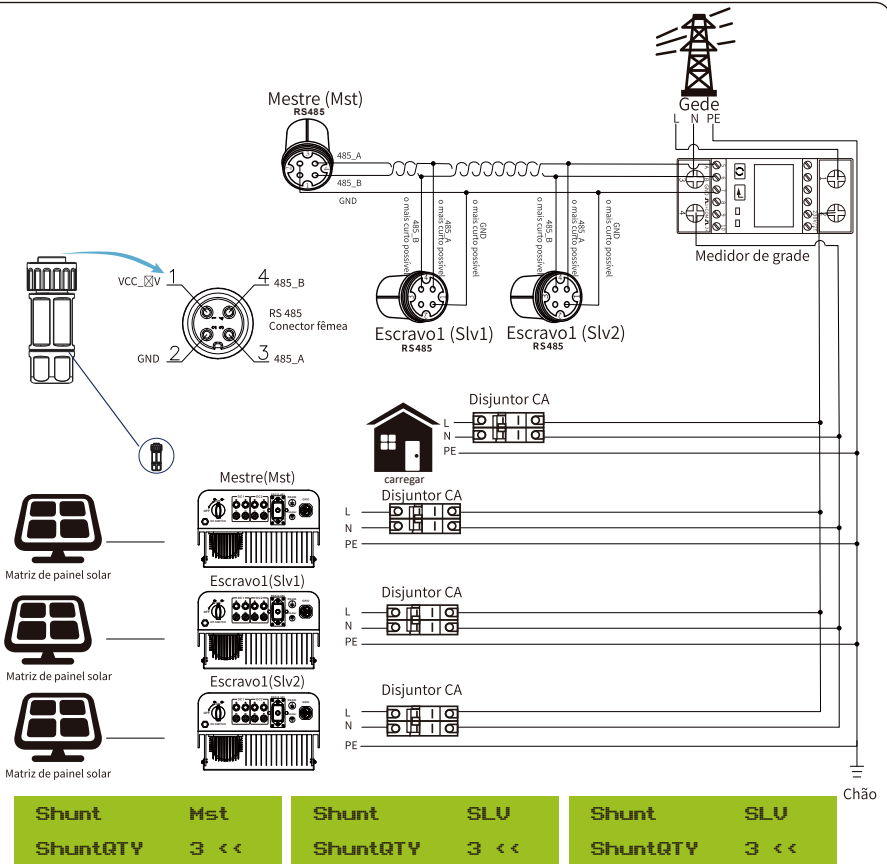 Mestre (Mst)
RS485
Gede
L N PE
485_A
485_B
GND
485_B
o mais curto possível
485_A
o mais curto possível
GND
o mais curto possível
485_B
o mais curto possível
485_A
o mais curto possível
GND
o mais curto possível
3
4
Medidor de grade
Escravo1 (Slv1)
RS485
Escravo1 (Slv2)
RS485
VCC_☒V 1
4 485_B
RS 485
Conector fêmea
GND 2
3 485_A
Disjuntor CA
L
N
PE
carregar
Mestre(Mst)
Disjuntor CA
L
N
PE
Matriz de painel solar
Escravo1(Slv1)
Disjuntor CA
L
N
PE
Matriz de painel solar
Escravo1(Slv2)
Disjuntor CA
L
N
PE
Matriz de painel solar
Chão
Shunt Mst
ShuntQTY 3 <<
Shunt SLV
ShuntQTY 3 <<
Shunt SLV
ShuntQTY 3 <<